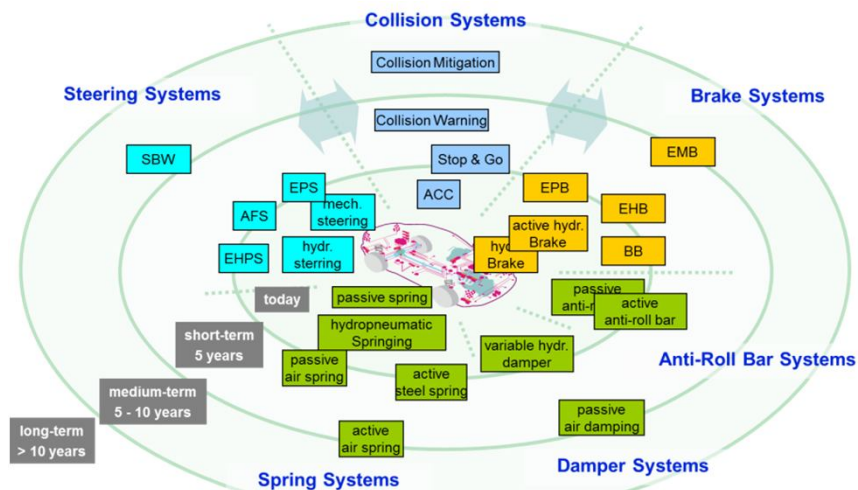 Collision Systems
Collision Mitigation
Steering Systems
Brake Systems
Collision Warning
SBW
Stop & Go
EMB
EPS
ACC
EPB
mech.
steering
AFS
EHB
active hydr.
Brake
EHPS
hydr.
sterring
Brake
BB
today
passive spring
passive
active
anti-roll bar
short-term
5 years
hydropneumatic
Springing
variable hydr.
damper
passive
air spring
active
steel spring
Anti-Roll Bar Systems
medium-term
5 - 10 years
passive
air damping
long-term
> 10 years
active
air spring
Spring Systems
Damper Systems